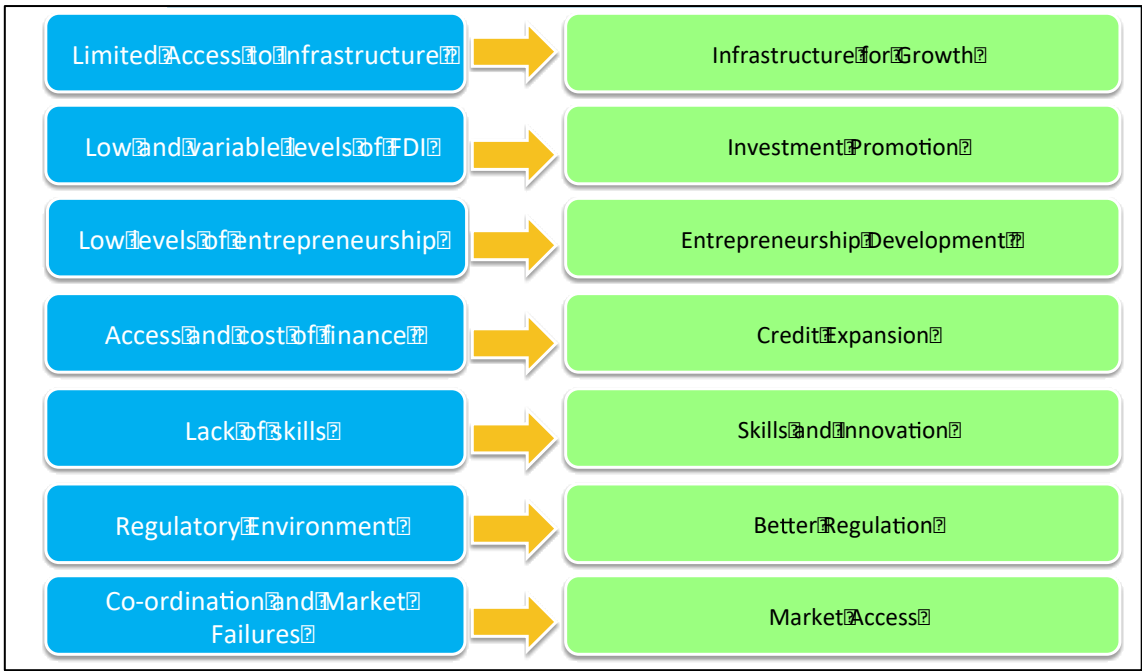 Limited Access to Infrastructure
Infrastructure for Growth
Low and variable levels of FDI
Investment Promotion
Low levels of entrepreneurship
Entrepreneurship Development
Access and cost of finance
Credit Expansion
Lack of skills
Skills and Innovation
Regulatory Environment
Better Regulation
Co-ordination and Market
Failures
Market Access